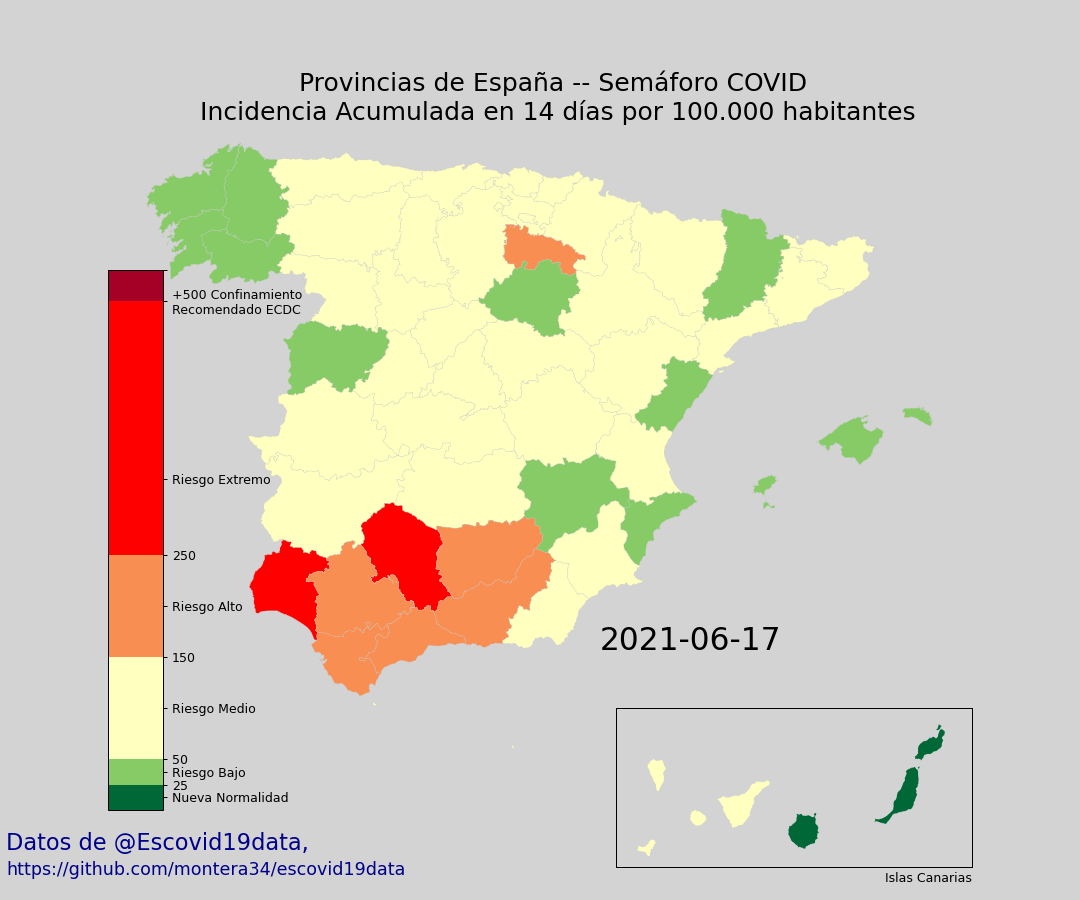 Provincias de España -- Semáforo COVID
Incidencia Acumulada en 14 días por 100.000 habitantes
+500 Confinamiento
Recomendado ECDC
Riesgo Extremo
250
Riesgo Alto
150
Riesgo Medio
50
Riesgo Bajo
25
Nueva Normalidad
2021-06-17
Islas Canarias
Datos de @Escovid19data,
https://github.com/montera34/escovid19data